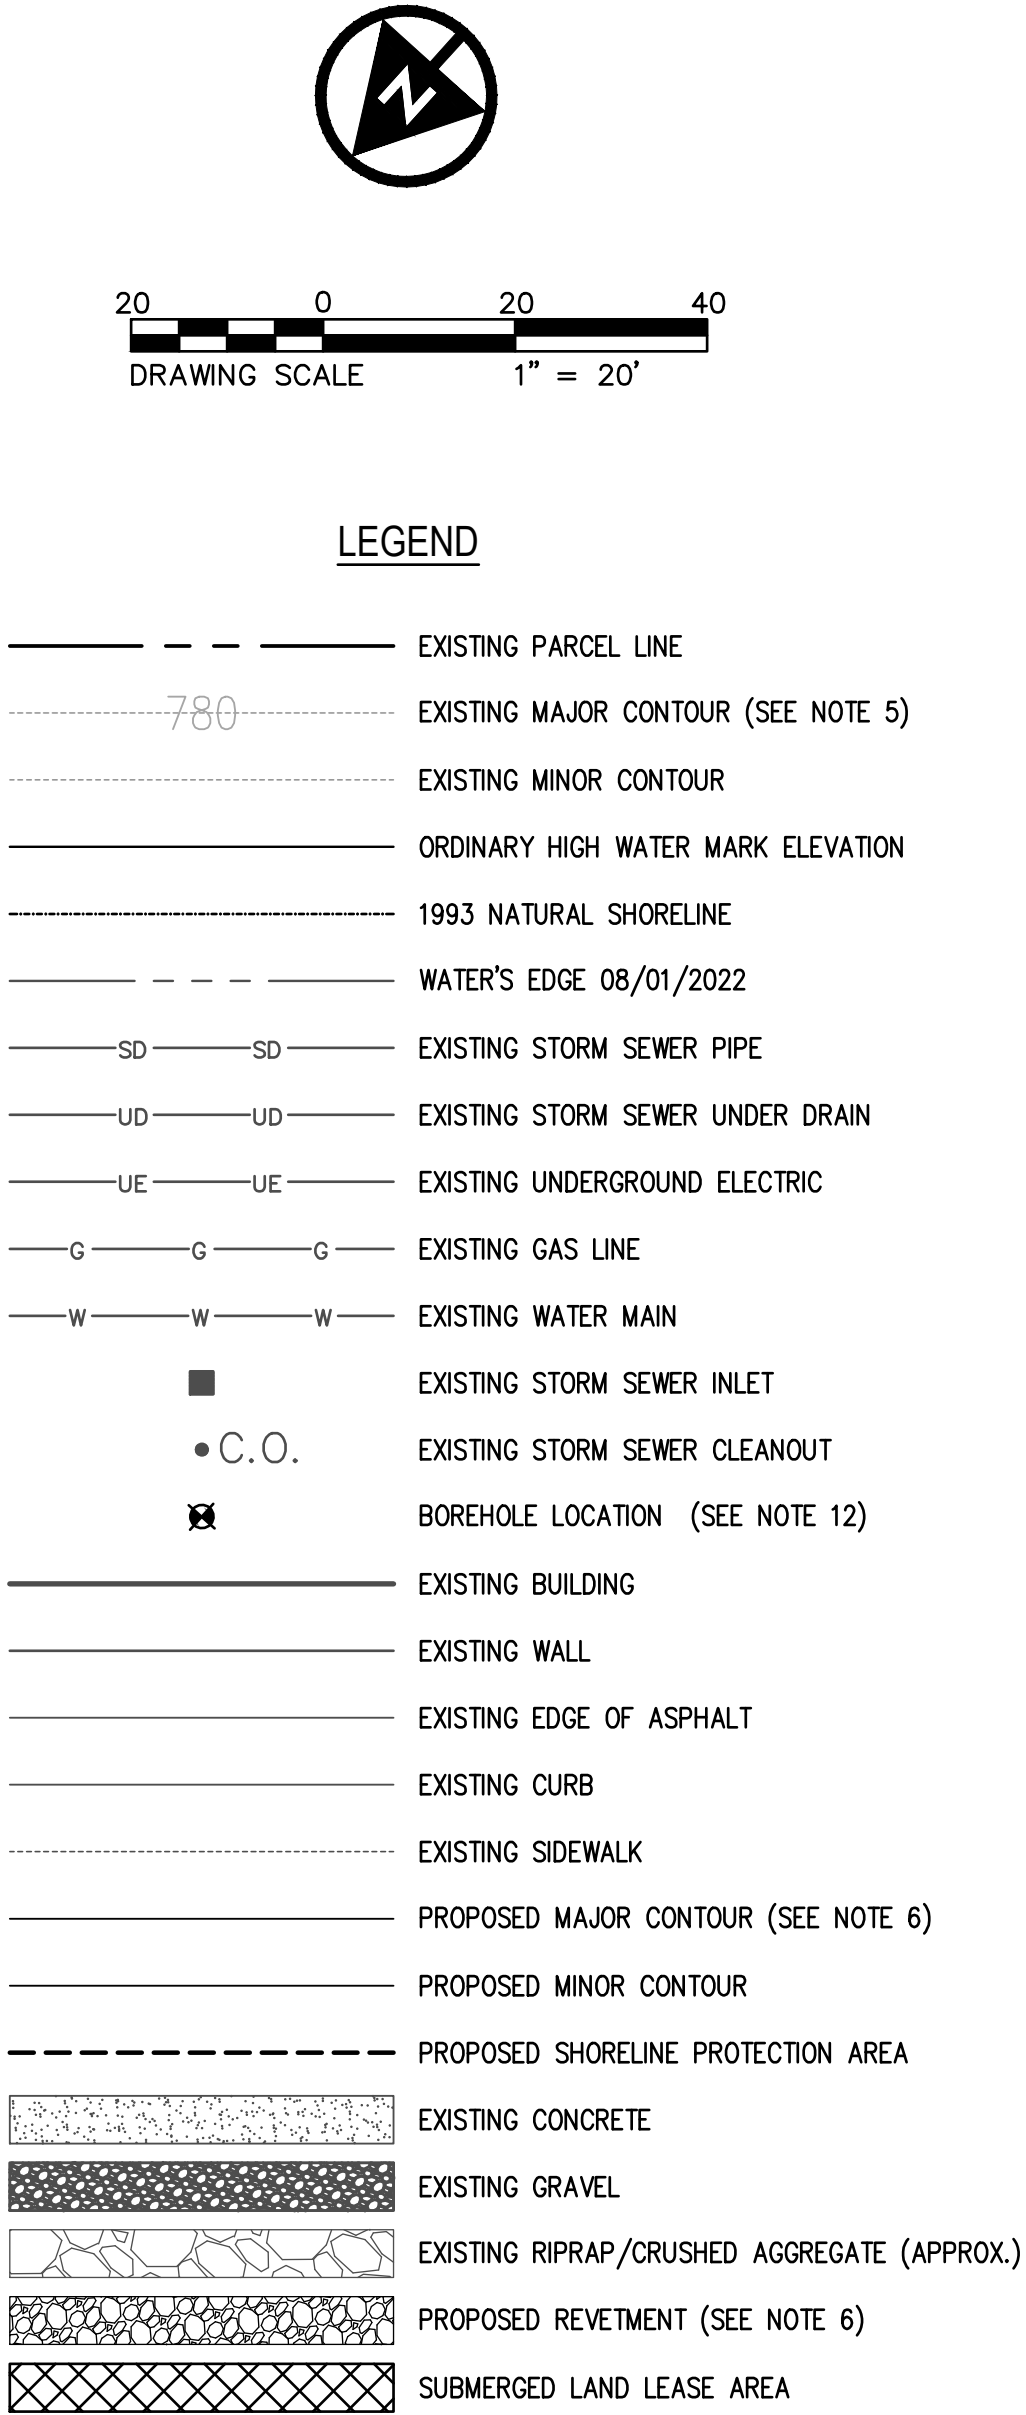 N
20 0 20 40
DRAWING SCALE 1" = 20'
LEGEND
EXISTING PARCEL LINE
780 EXISTING MAJOR CONTOUR (SEE NOTE 5)
EXISTING MINOR CONTOUR
ORDINARY HIGH WATER MARK ELEVATION
1993 NATURAL SHORELINE
WATER'S EDGE 08/01/2022
SD SD EXISTING STORM SEWER PIPE
UD UD EXISTING STORM SEWER UNDER DRAIN
UE UE EXISTING UNDERGROUND ELECTRIC
G G G EXISTING GAS LINE
W W W EXISTING WATER MAIN
EXISTING STORM SEWER INLET
C.O. EXISTING STORM SEWER CLEANOUT
BOREHOLE LOCATION (SEE NOTE 12)
EXISTING BUILDING
EXISTING WALL
EXISTING EDGE OF ASPHALT
EXISTING CURB
EXISTING SIDEWALK
PROPOSED MAJOR CONTOUR (SEE NOTE 6)
PROPOSED MINOR CONTOUR
PROPOSED SHORELINE PROTECTION AREA
EXISTING CONCRETE
EXISTING GRAVEL
EXISTING RIPRAP/CRUSHED AGGREGATE (APPROX.)
PROPOSED REVETMENT (SEE NOTE 6)
SUBMERGED LAND LEASE AREA